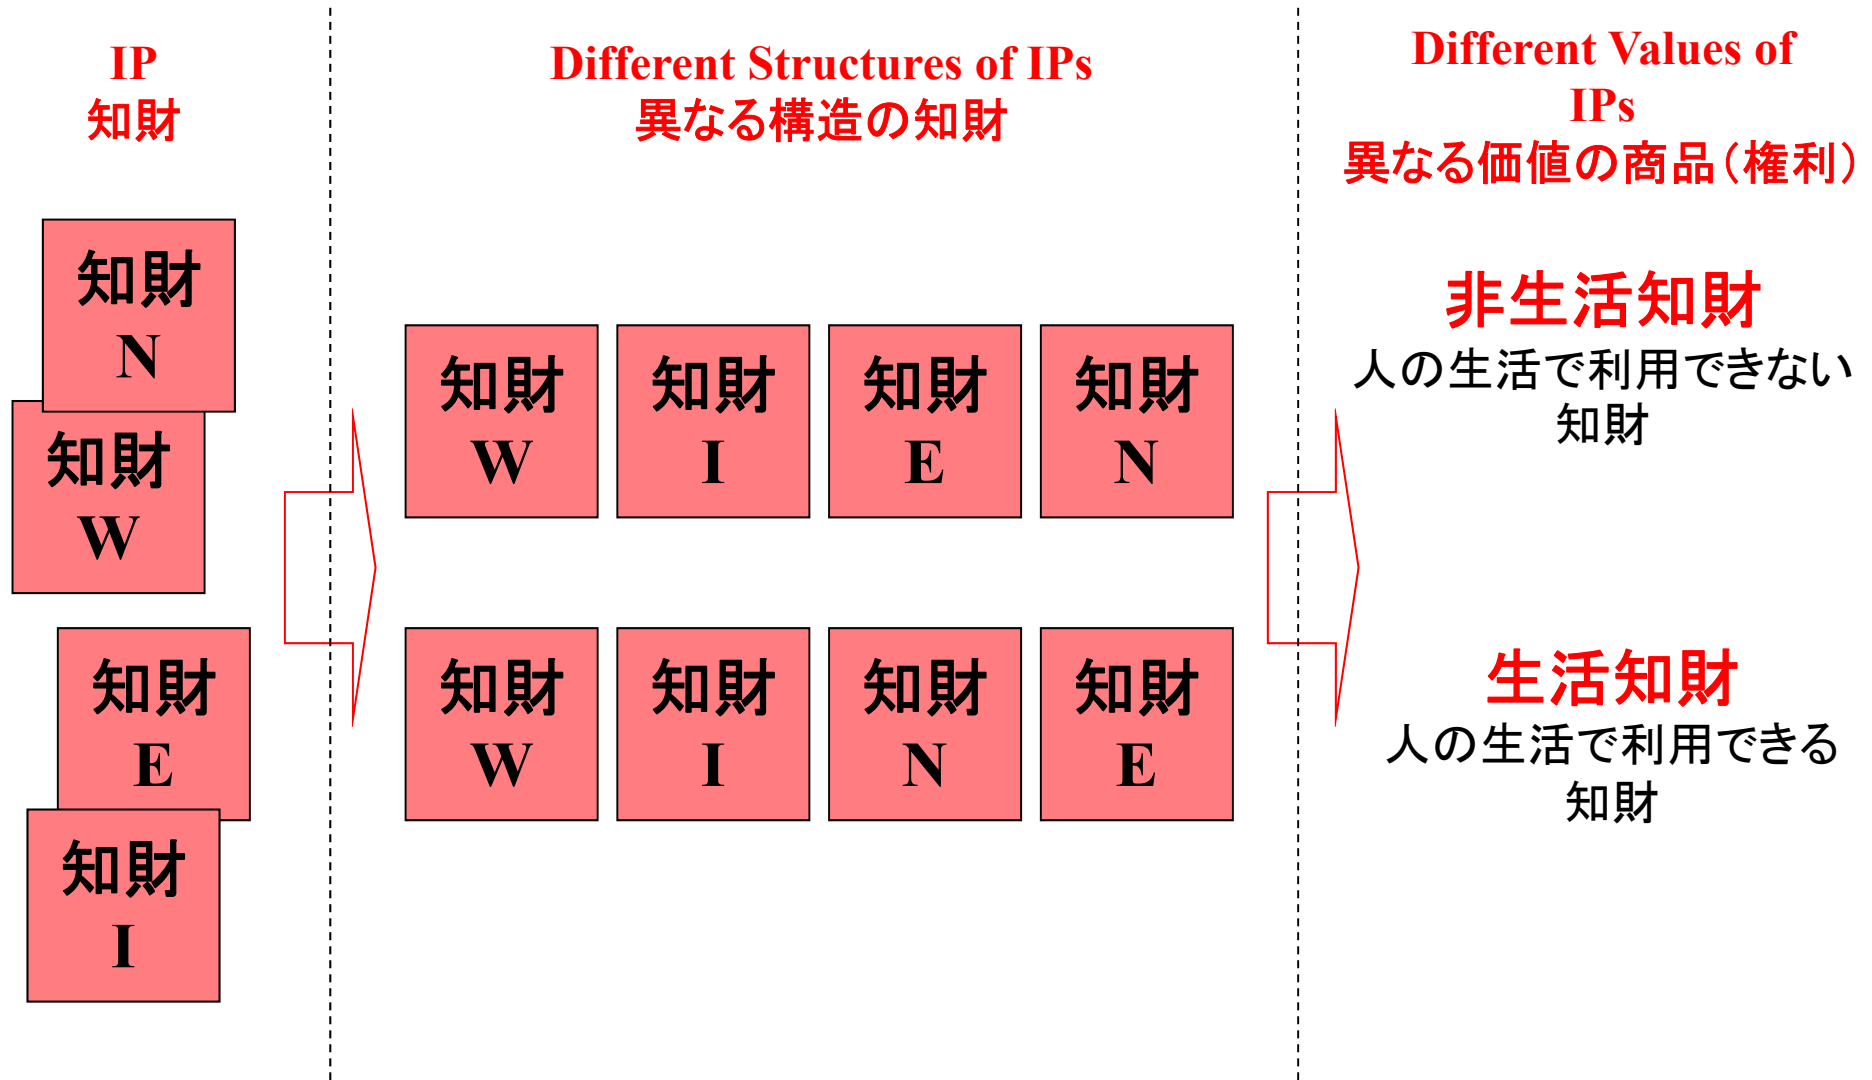 IP
知財
知財
N
知財
W
知財
E
知財
I
Different Structures of IPs
異なる構造の知財
知財
W
知財
I
知財
E
知財
N
知財
W
知財
I
知財
N
知財
E
Different Values of
IPs
異なる価値の商品（権利）
非生活知財
人の生活で利用できない
知財
生活知財
人の生活で利用できる
知財